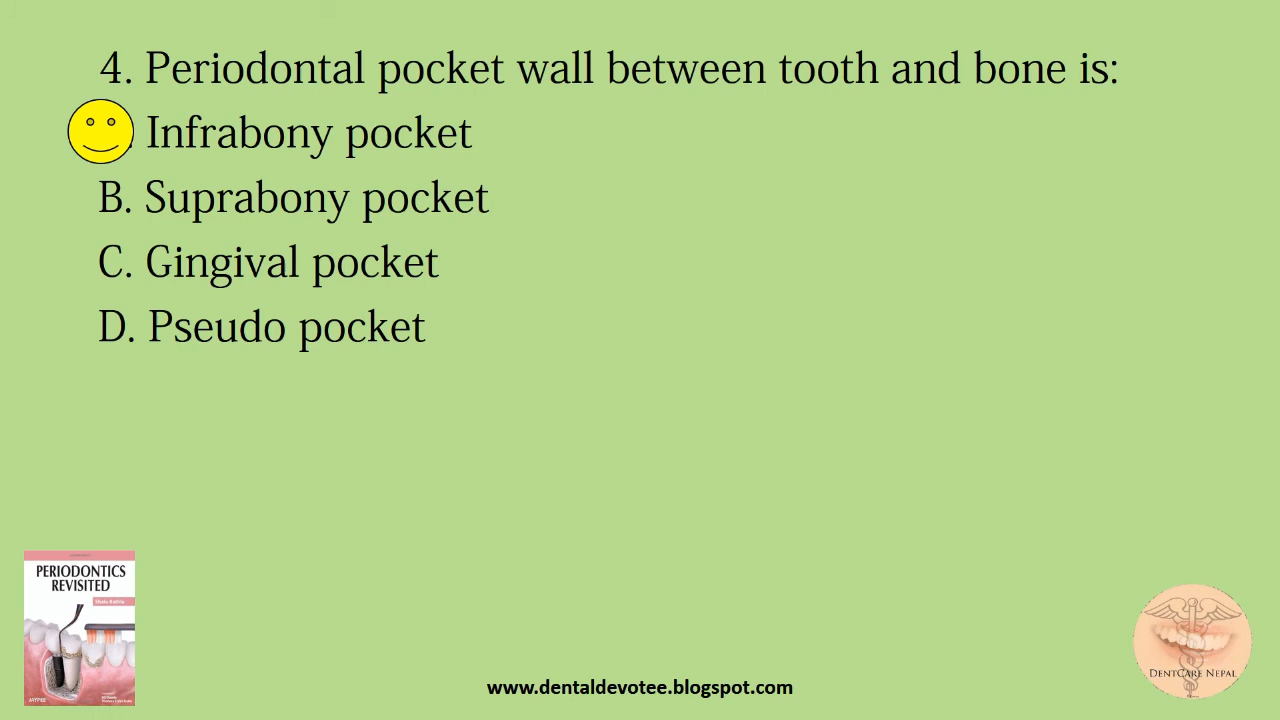 4. Periodontal pocket wall between tooth and bone is:
. Infrabony pocket
B. Suprabony pocket
C. Gingival pocket
D. Pseudo pocket
PERIODONTICS
REVISITED
JAYPEE
www.dentaldevotee.blogspot.com
DENTCARE NEPAL